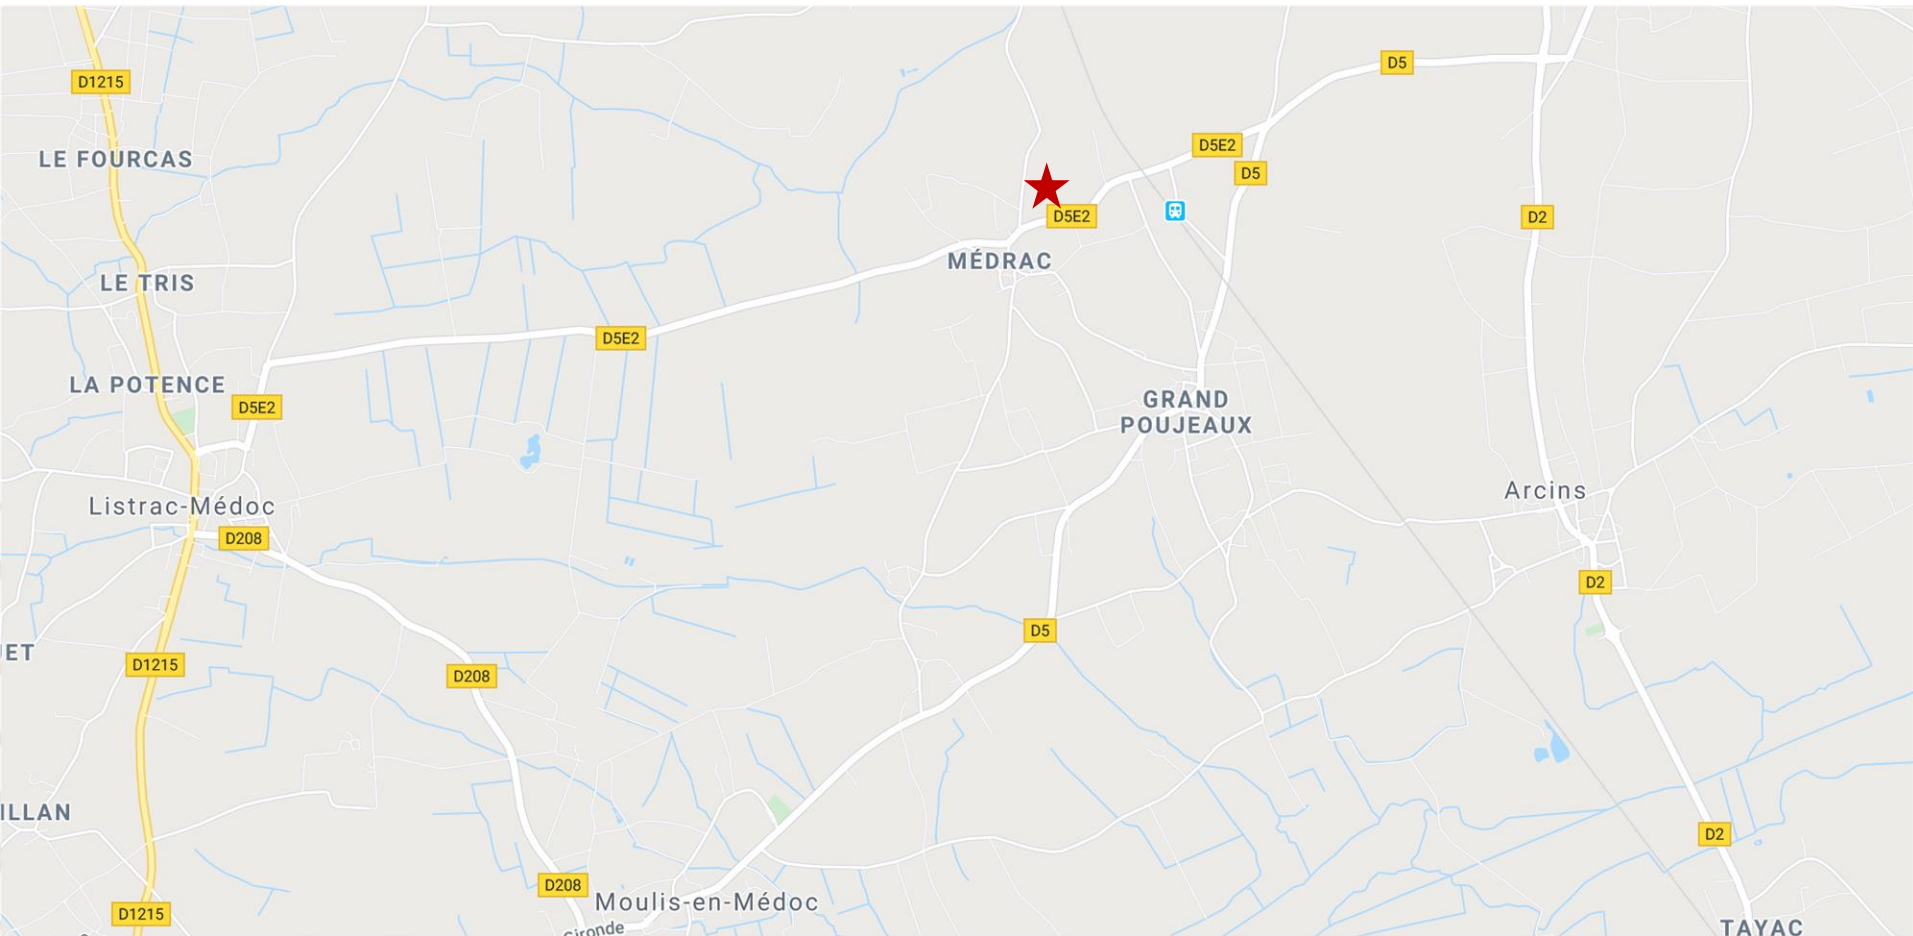 D5
D1215
D5E2
LE FOURCAS
D5
D5E2
D2
MÉDRAC
LE TRIS
D5E2
LA POTENCE
D5E2
GRAND
POUJEAUX
Arcins
Listrac-Médoc
D208
D2
D5
ET
D1215
D208
ILLAN
D2
D208
Moulis-en-Médoc
D1215
Gironde
TAYAC